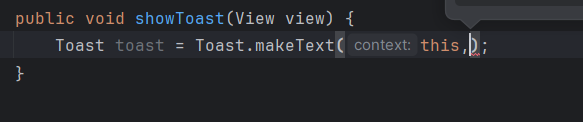 public void showToast(View view) {
Toast toast = Toast.makeText( context: this,);
}